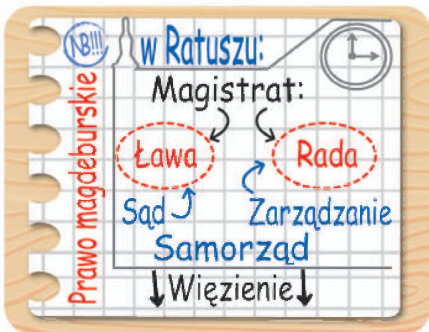 NB!!!
w Ratuszu:
Prawo magdeburskie
Magistrat:
Ława Rada
Sąd Zarządzanie
Samorząd
Więzienie